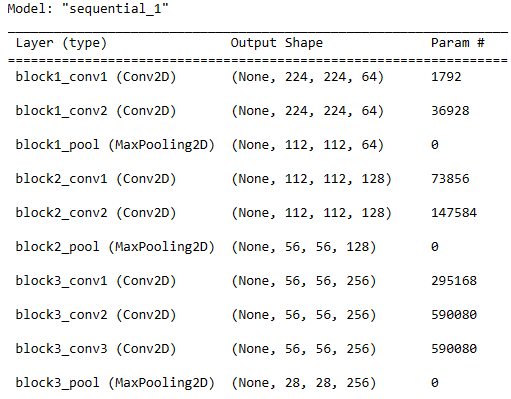 Model: "sequential_1"
Layer (type) Output Shape Param #
block1_conv1 (Conv2D) (None, 224, 224, 64) 1792
block1_conv2 (Conv2D) (None, 224, 224, 64) 36928
block1_pool (MaxPooling2D) (None, 112, 112, 64) 0
block2_conv1 (Conv2D) (None, 112, 112, 128) 73856
block2_conv2 (Conv2D) (None, 112, 112, 128) 147584
block2_pool (MaxPooling2D) (None, 56, 56, 128) 0
block3_conv1 (Conv2D) (None, 56, 56, 256) 295168
block3_conv2 (Conv2D) (None, 56, 56, 256) 590080
block3_conv3 (Conv2D) (None, 56, 56, 256) 590080
block3_pool (MaxPooling2D) (None, 28, 28, 256) 0